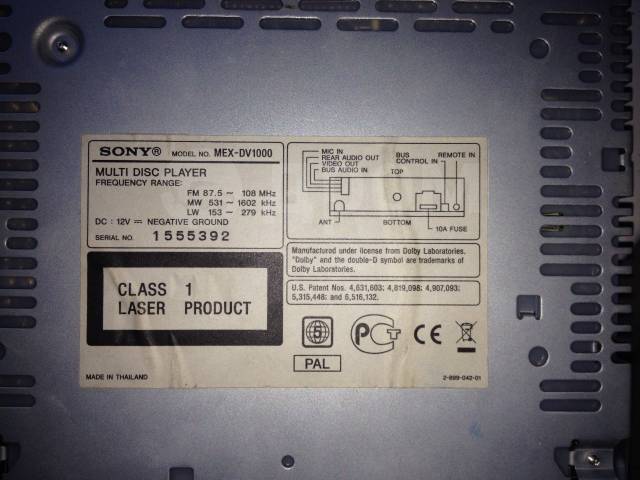 SONY® MODEL NO. MEX-DV1000
MULTI DISC PLAYER
FREQUENCY RANGE:
FM 87.5 ~ 108 MHz
MW 531 ~ 1602 kHz
LW 153 ~ 279 kHz
DC : 12V ⎓ NEGATIVE GROUND
SERIAL NO. 1555392
MIC IN
REAR AUDIO OUT
VIDEO OUT
BUS AUDIO IN
BUS
CONTROL IN
REMOTE IN
TOP
ANT
BOTTOM
10A FUSE
Manufactured under license from Dolby Laboratories.
"Dolby" and the double-D symbol are trademarks of
Dolby Laboratories.
U.S. Patent Nos. 4,631,603; 4,819,098; 4,907,093;
5,315,448; and 6,516,132.
CLASS 1
LASER PRODUCT
5
PCT
CE
PAL
MADE IN THAILAND
2-899-042-01